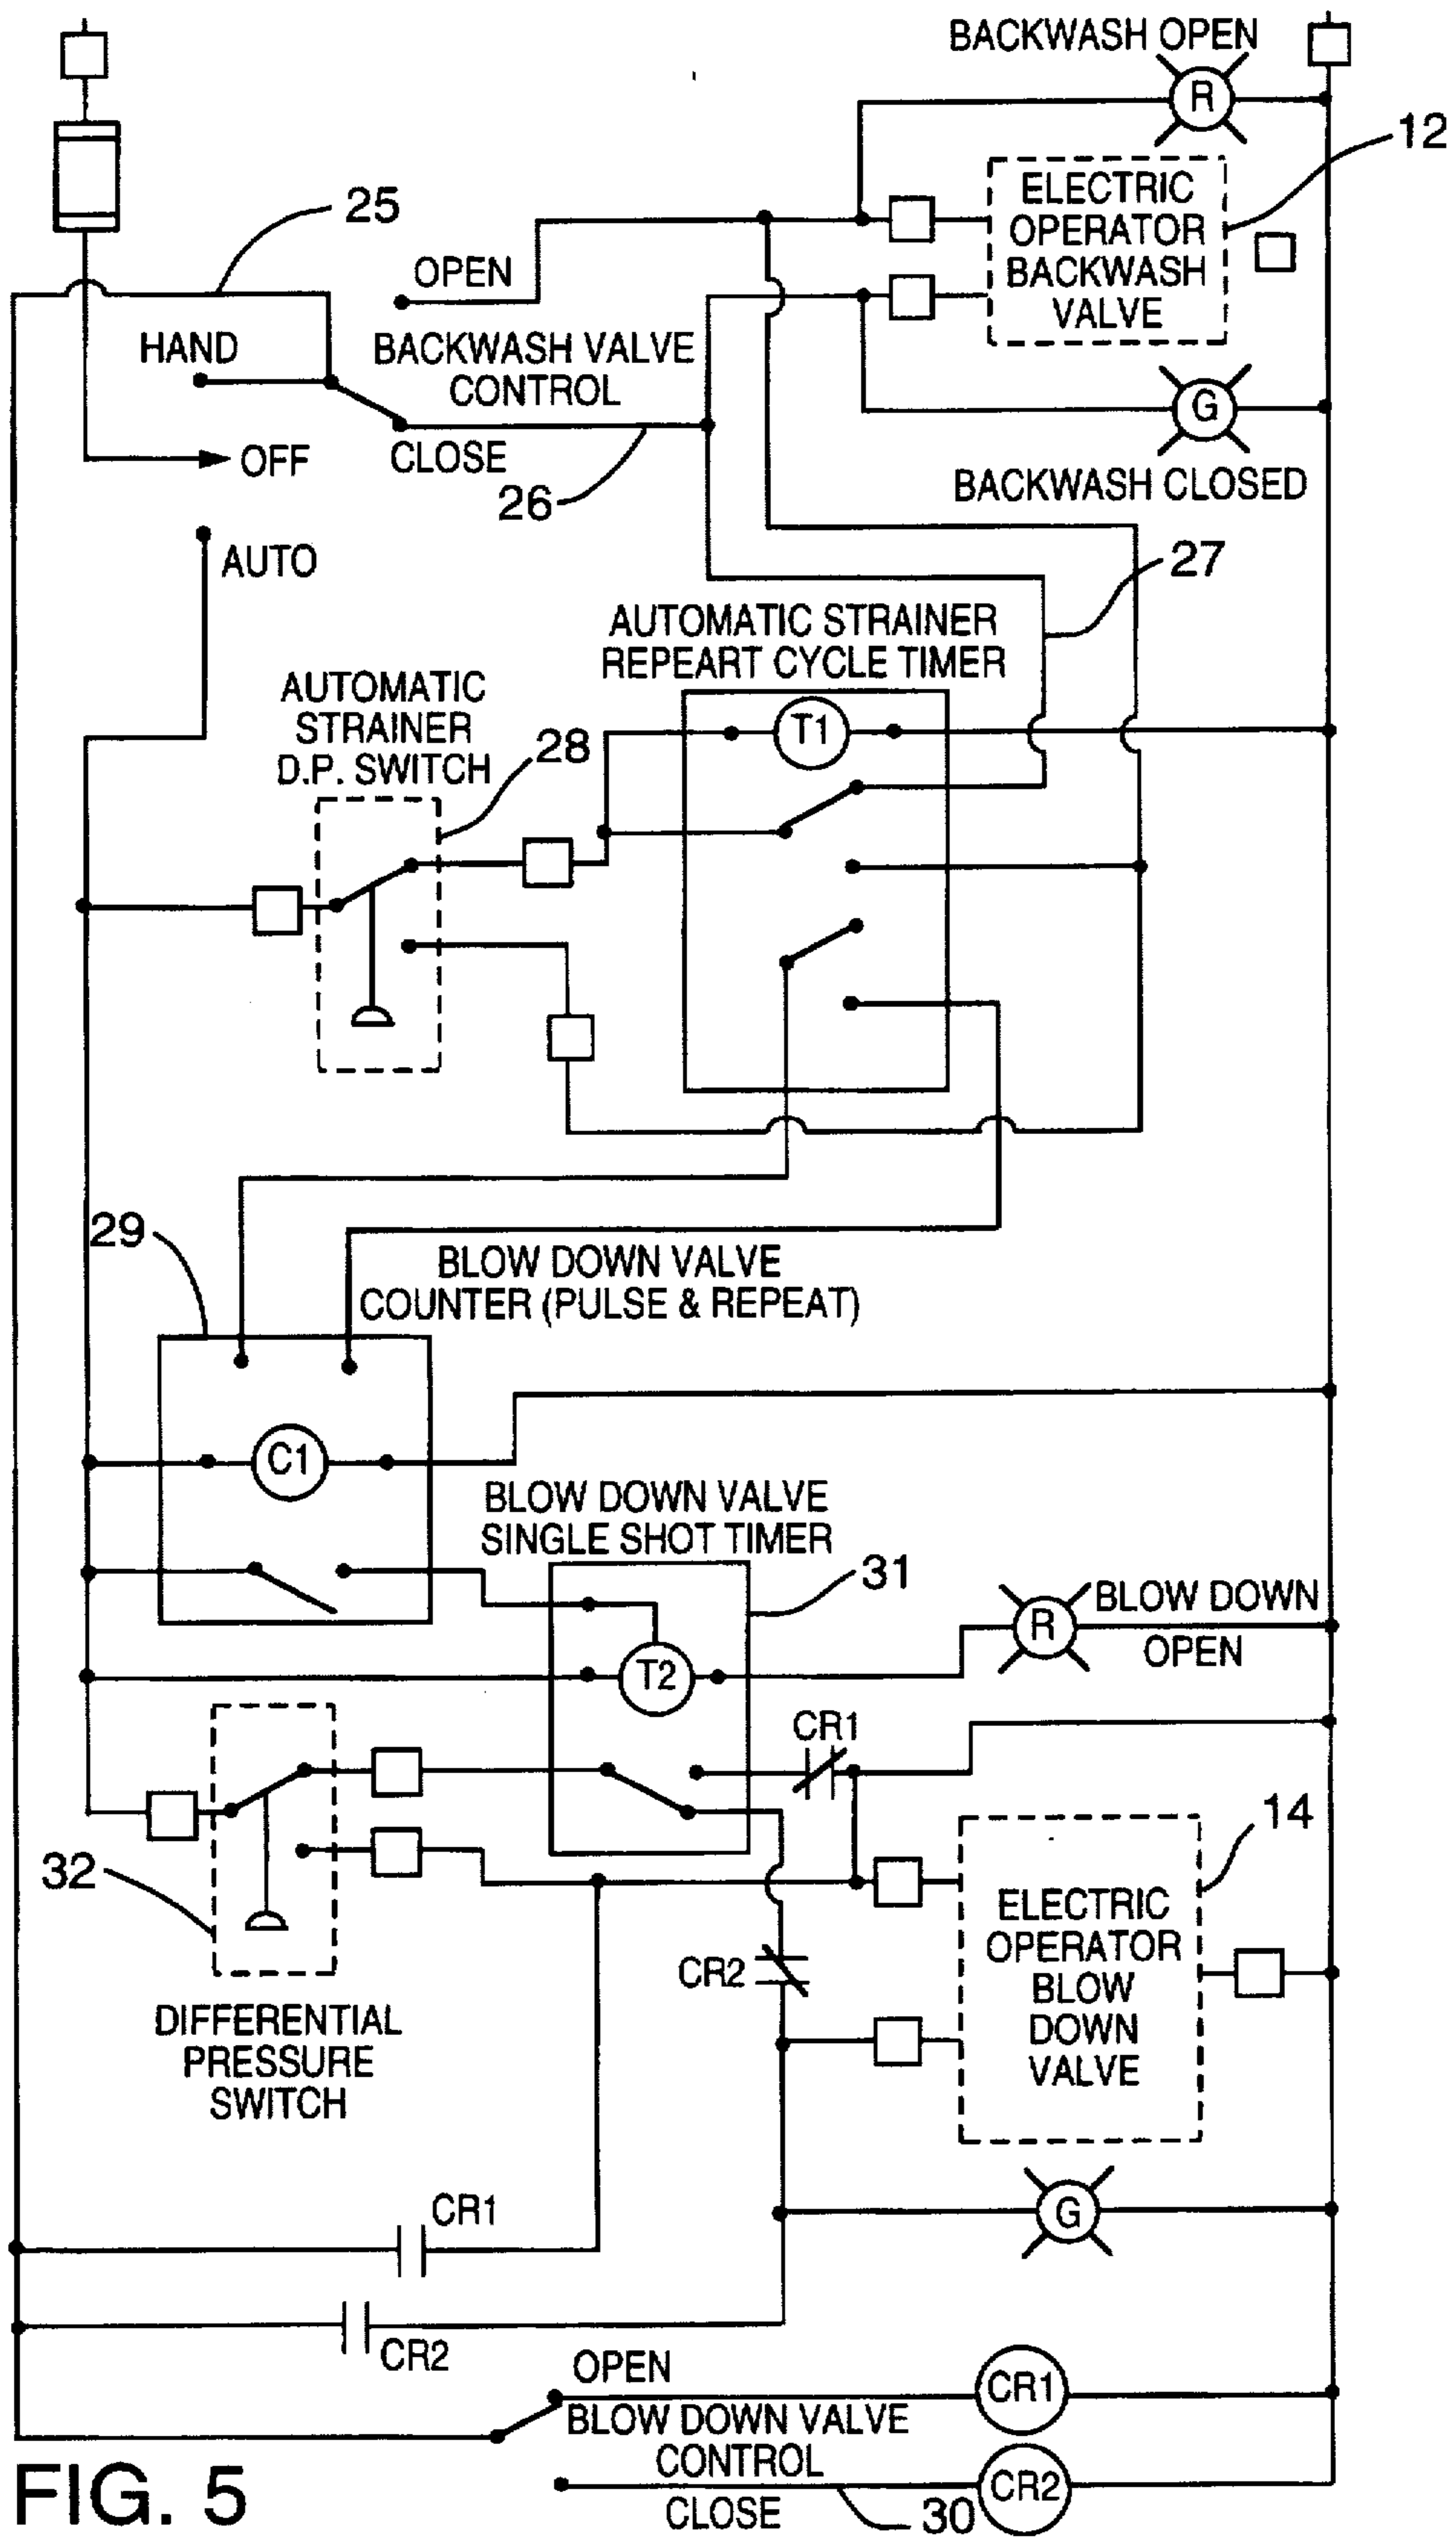 BACKWASH OPEN
R
12
ELECTRIC
OPERATOR
BACKWASH
VALVE
25
OPEN
HAND
BACKWASH VALVE
CONTROL
G
OFF
CLOSE
26
BACKWASH CLOSED
AUTO
27
AUTOMATIC STRAINER
REPEART CYCLE TIMER
AUTOMATIC
STRAINER
D.P. SWITCH
28
T1
29
BLOW DOWN VALVE
COUNTER (PULSE & REPEAT)
C1
BLOW DOWN VALVE
SINGLE SHOT TIMER
31
R
BLOW DOWN
OPEN
T2
CR1
14
32
ELECTRIC
OPERATOR
BLOW
DOWN
VALVE
CR2
DIFFERENTIAL
PRESSURE
SWITCH
CR1
G
CR2
OPEN
CR1
BLOW DOWN VALVE
CONTROL
CR2
CLOSE
30
FIG. 5